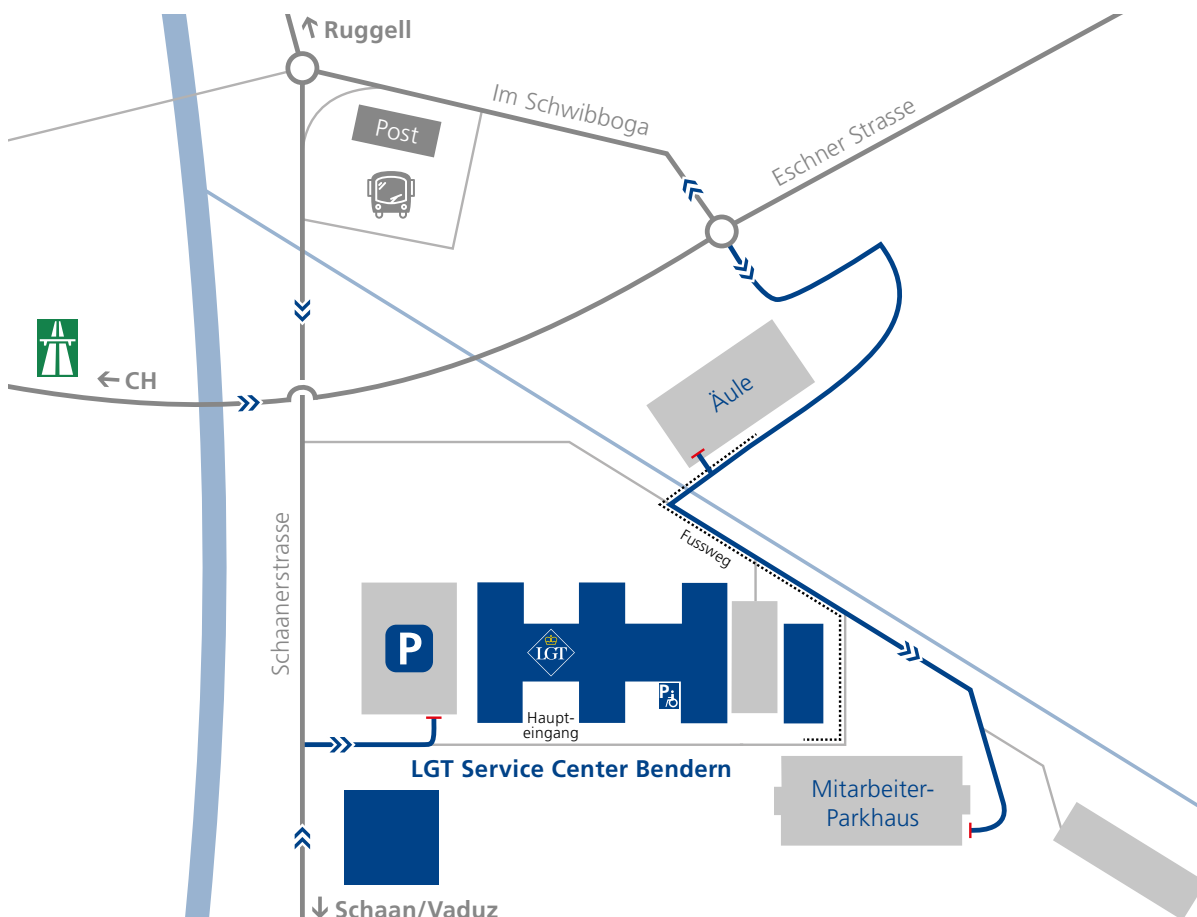 Ruggell
Im Schwibboga
Post
Eschner Strasse
CH
Äule
Schaanerstrasse
Fussweg
P
LGT
P
Haupt-
eingang
LGT Service Center Bendern
Mitarbeiter-
Parkhaus
Schaan/Vaduz